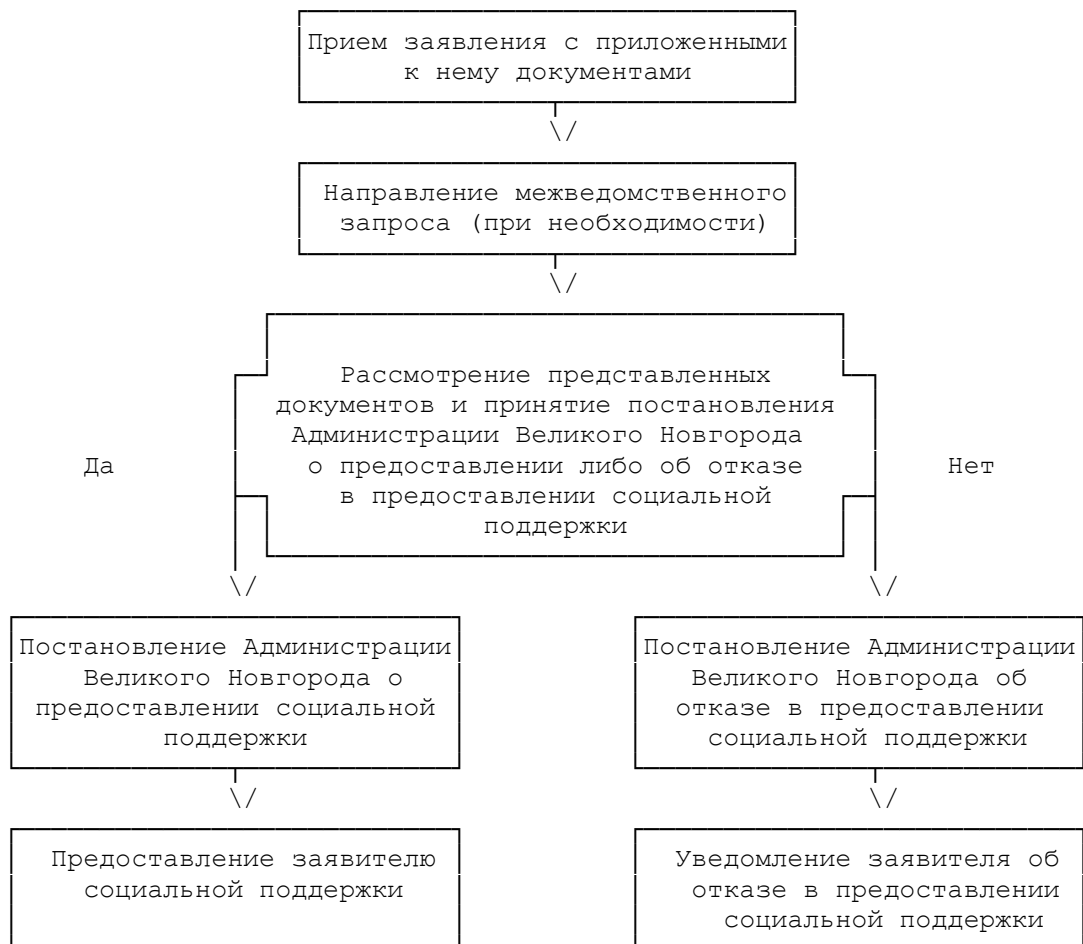 Прием заявления с приложенными
к нему документами
\/
Направление межведомственного
запроса (при необходимости)
\/
Рассмотрение представленных
документов и принятие постановления
Администрации Великого Новгорода
Да
о предоставлении либо об отказе
Нет
в предоставлении социальной
поддержки
\/
\/
Постановление Администрации
Великого Новгорода о
предоставлении социальной
поддержки
Постановление Администрации
Великого Новгорода об
отказе в предоставлении
социальной поддержки
\/
\/
Предоставление заявителю
социальной поддержки
Уведомление заявителя об
отказе в предоставлении
социальной поддержки